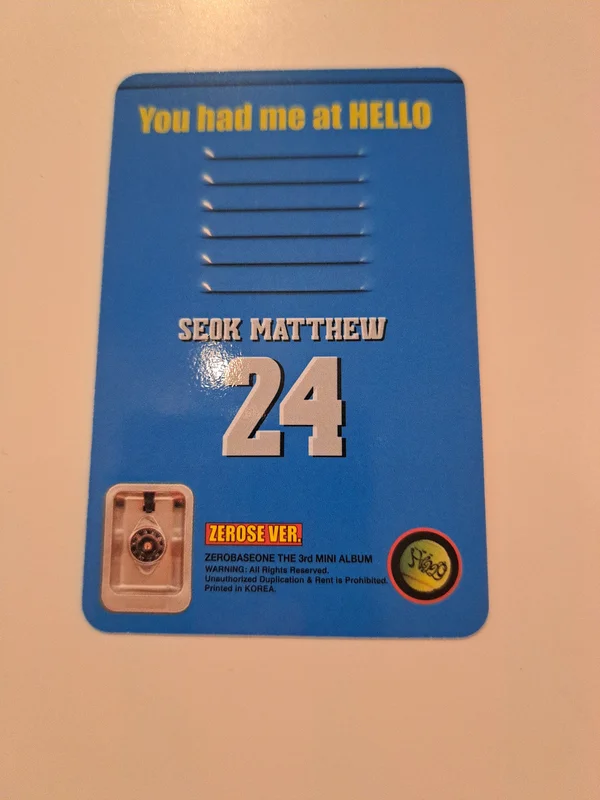 You had me at HELLO
SEOK MATTHEW
24
ZEROSE VER.
ZEROBASEONE THE 3rd MINI ALBUM
WARNING: All Rights Reserved.
Unauthorized Duplication & Rent is Prohibited.
Printed in KOREA.